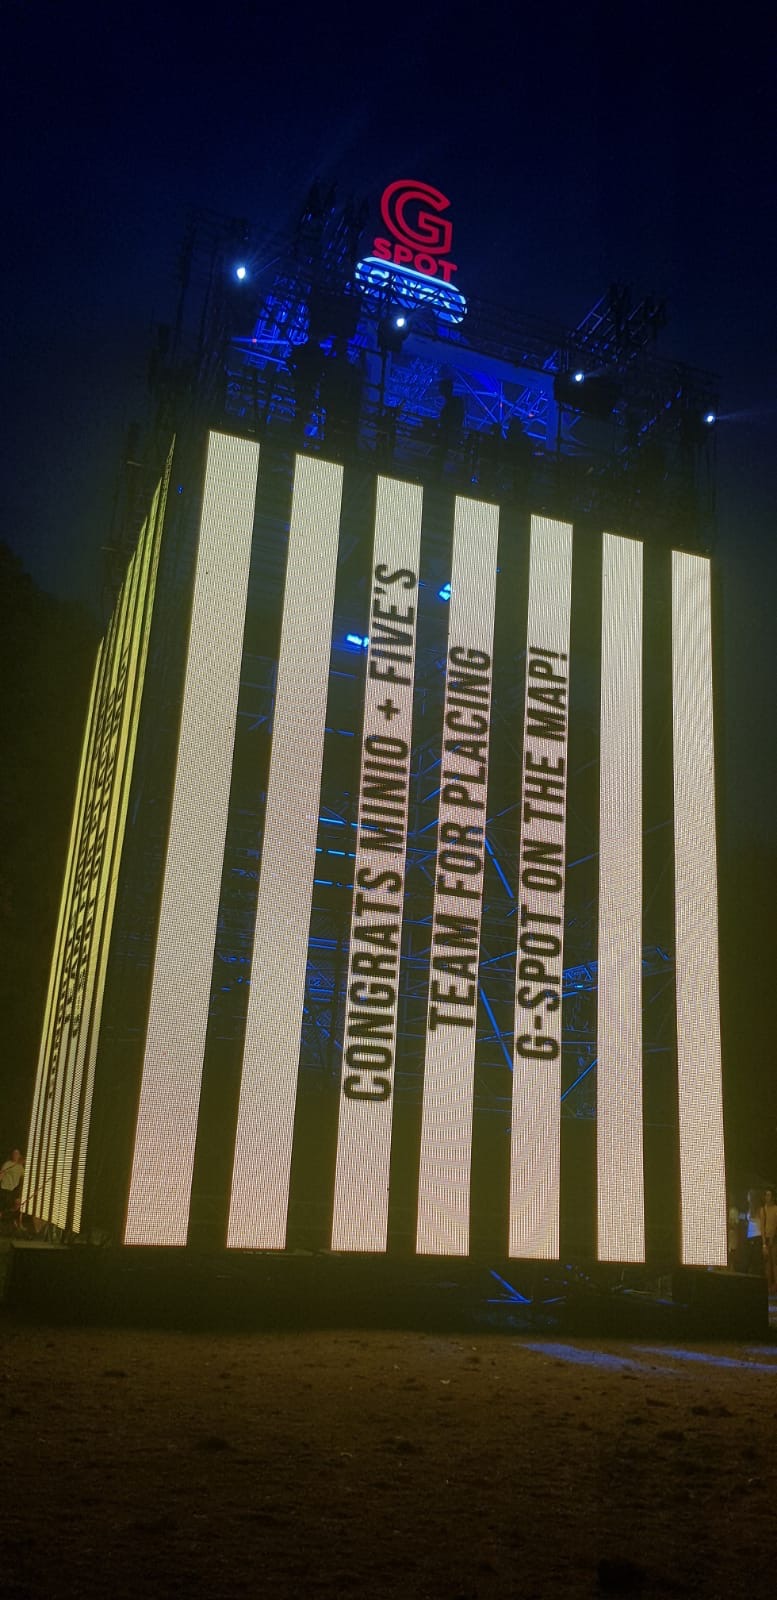 G
SPOT
CONGRATS MINIO + FIVE'S
TEAM FOR PLACING
G-SPOT ON THE MAP!